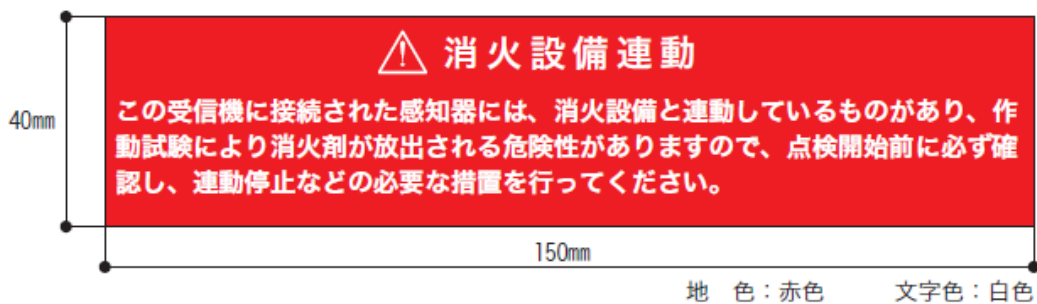 ⚠ 消火設備連動
40mm
この受信機に接続された感知器には、消火設備と連動しているものがあり、作
動試験により消火剤が放出される危険性がありますので、点検開始前に必ず確
認し、連動停止などの必要な措置を行ってください。
150mm
地　色：赤色　　文字色：白色